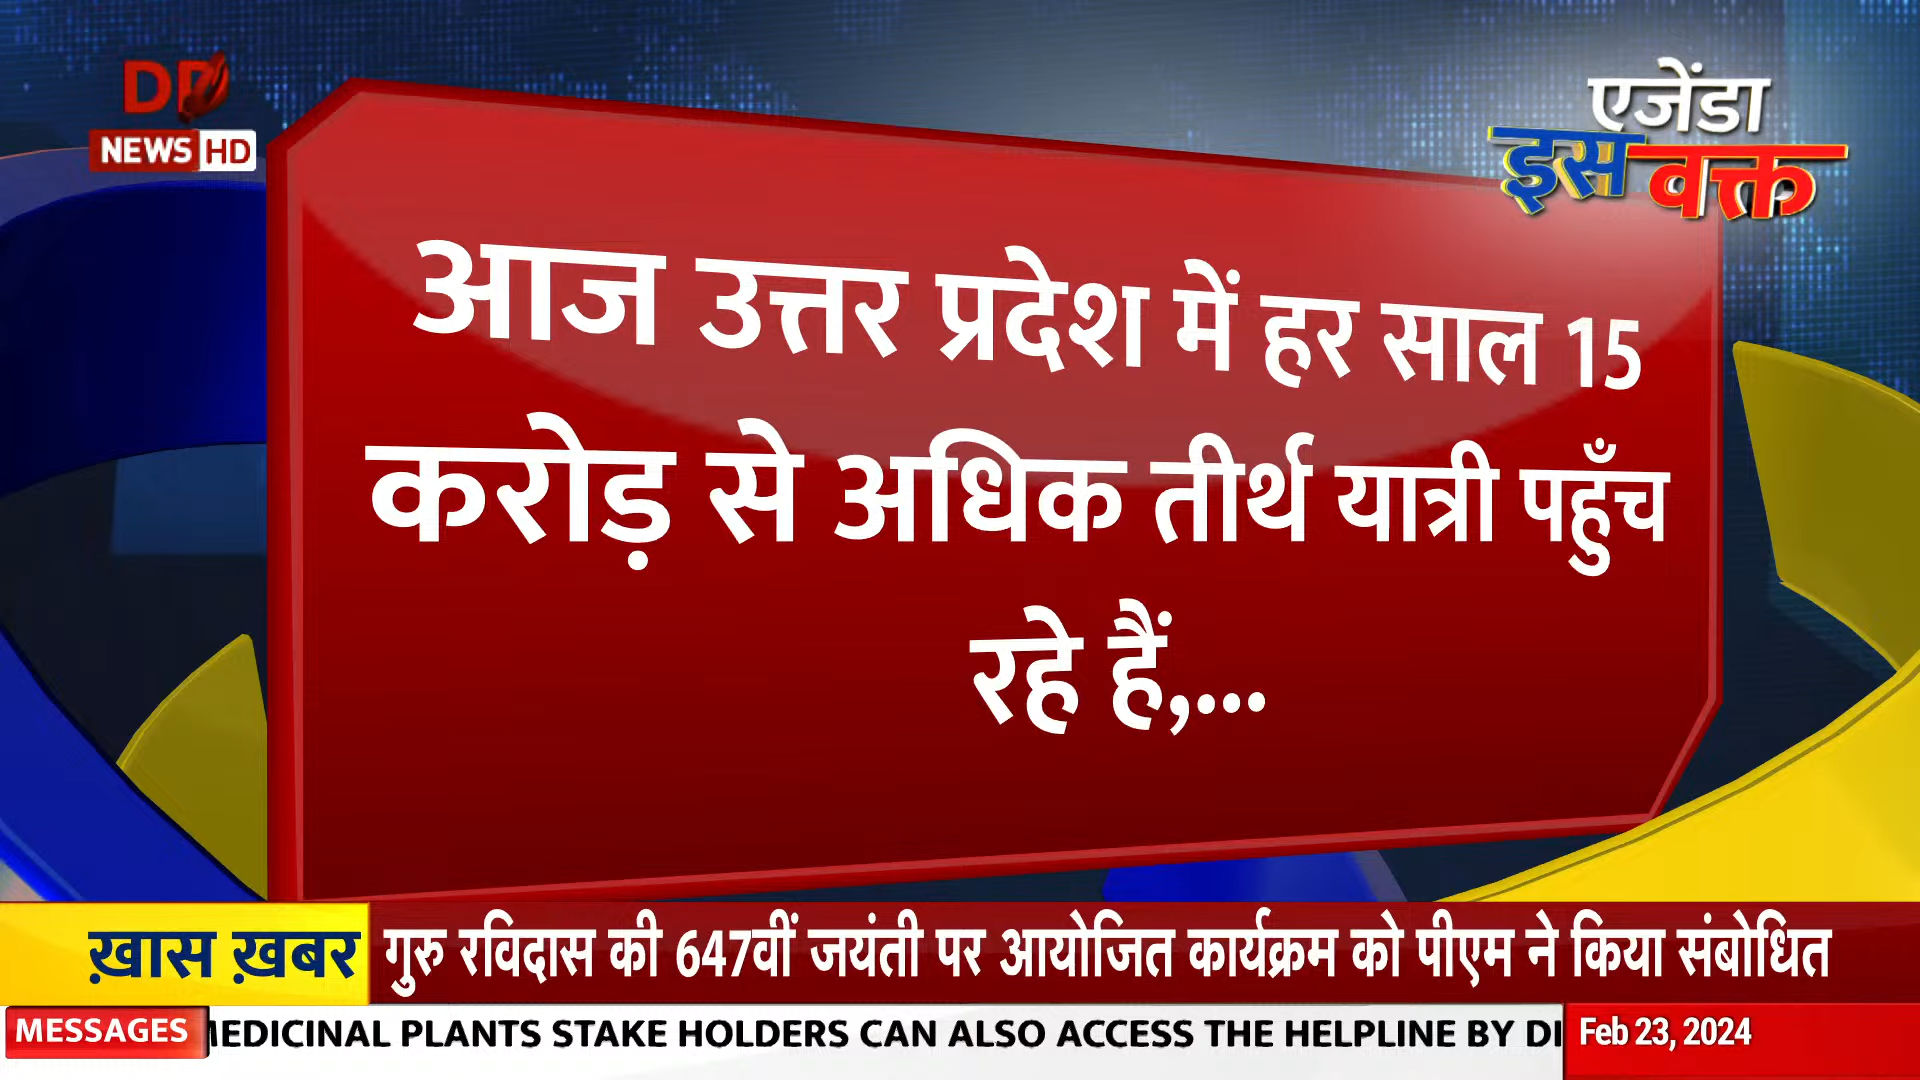 DD
NEWS HD
एजेंडा
इस वक्त
आज उत्तर प्रदेश में हर साल 15
करोड़ से अधिक तीर्थ यात्री पहुँच
रहे हैं,...
ख़ास ख़बर
गुरु रविदास की 647वीं जयंती पर आयोजित कार्यक्रम को पीएम ने किया संबोधित
MESSAGES
MEDICINAL PLANTS STAKE HOLDERS CAN ALSO ACCESS THE HELPLINE BY DI
Feb 23, 2024